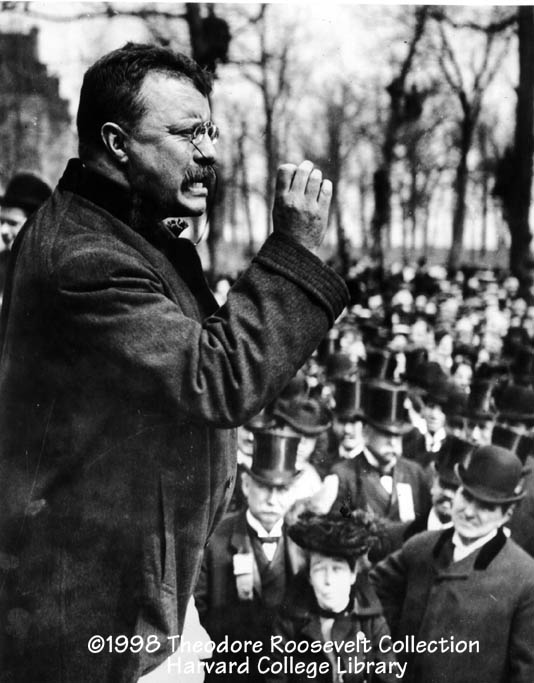 ©1998 Theodore Roosevelt Collection
Harvard College Library